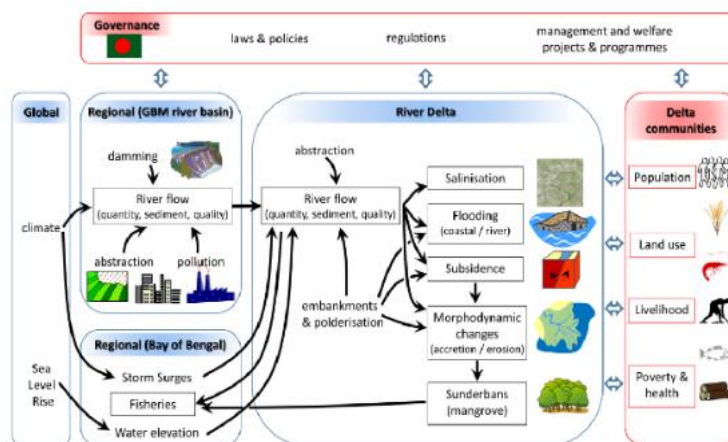 Governance
laws & policies
regulations
management and welfare
projects & programmes
Global
Regional (GBM river basin)
River Delta
Delta
communities
damming
abstraction
River flow
(quantity, sediment, quality)
River flow
(quantity, sediment, quality)
climate
abstraction
pollution
Salinisation
Flooding
(coastal / river)
Subsidence
embankments
& polderisation
Morphodynamic
changes
(accretion / erosion)
Sunderbans
(mangrove)
Population
Land use
Livelihood
Poverty &
health
Regional (Bay of Bengal)
Sea
Level
Rise
Storm Surges
Fisheries
Water elevation